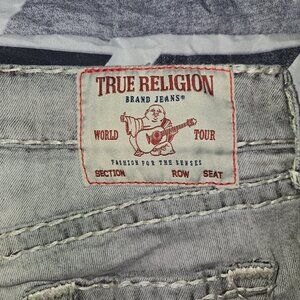 TRUE RELIGION
BRAND JEANS®
WORLD TOUR
FASHION FOR THE SENSES
SECTION ROW SEAT